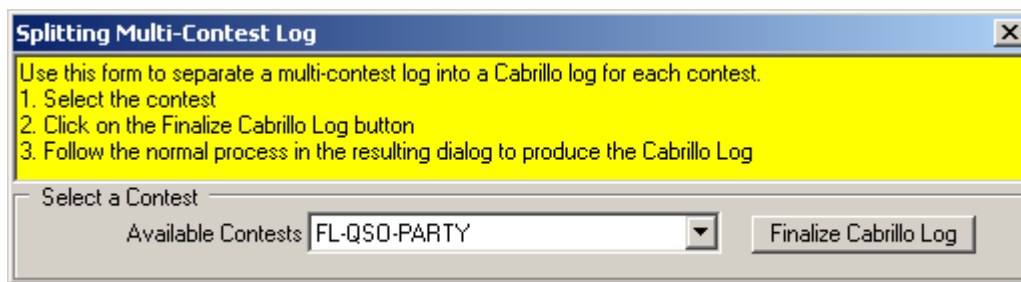 Splitting Multi-Contest Log
Use this form to separate a multi-contest log into a Cabrillo log for each contest.
1. Select the contest
2. Click on the Finalize Cabrillo Log button
3. Follow the normal process in the resulting dialog to produce the Cabrillo Log
Select a Contest
Available Contests FL-QSO-PARTY Finalize Cabrillo Log